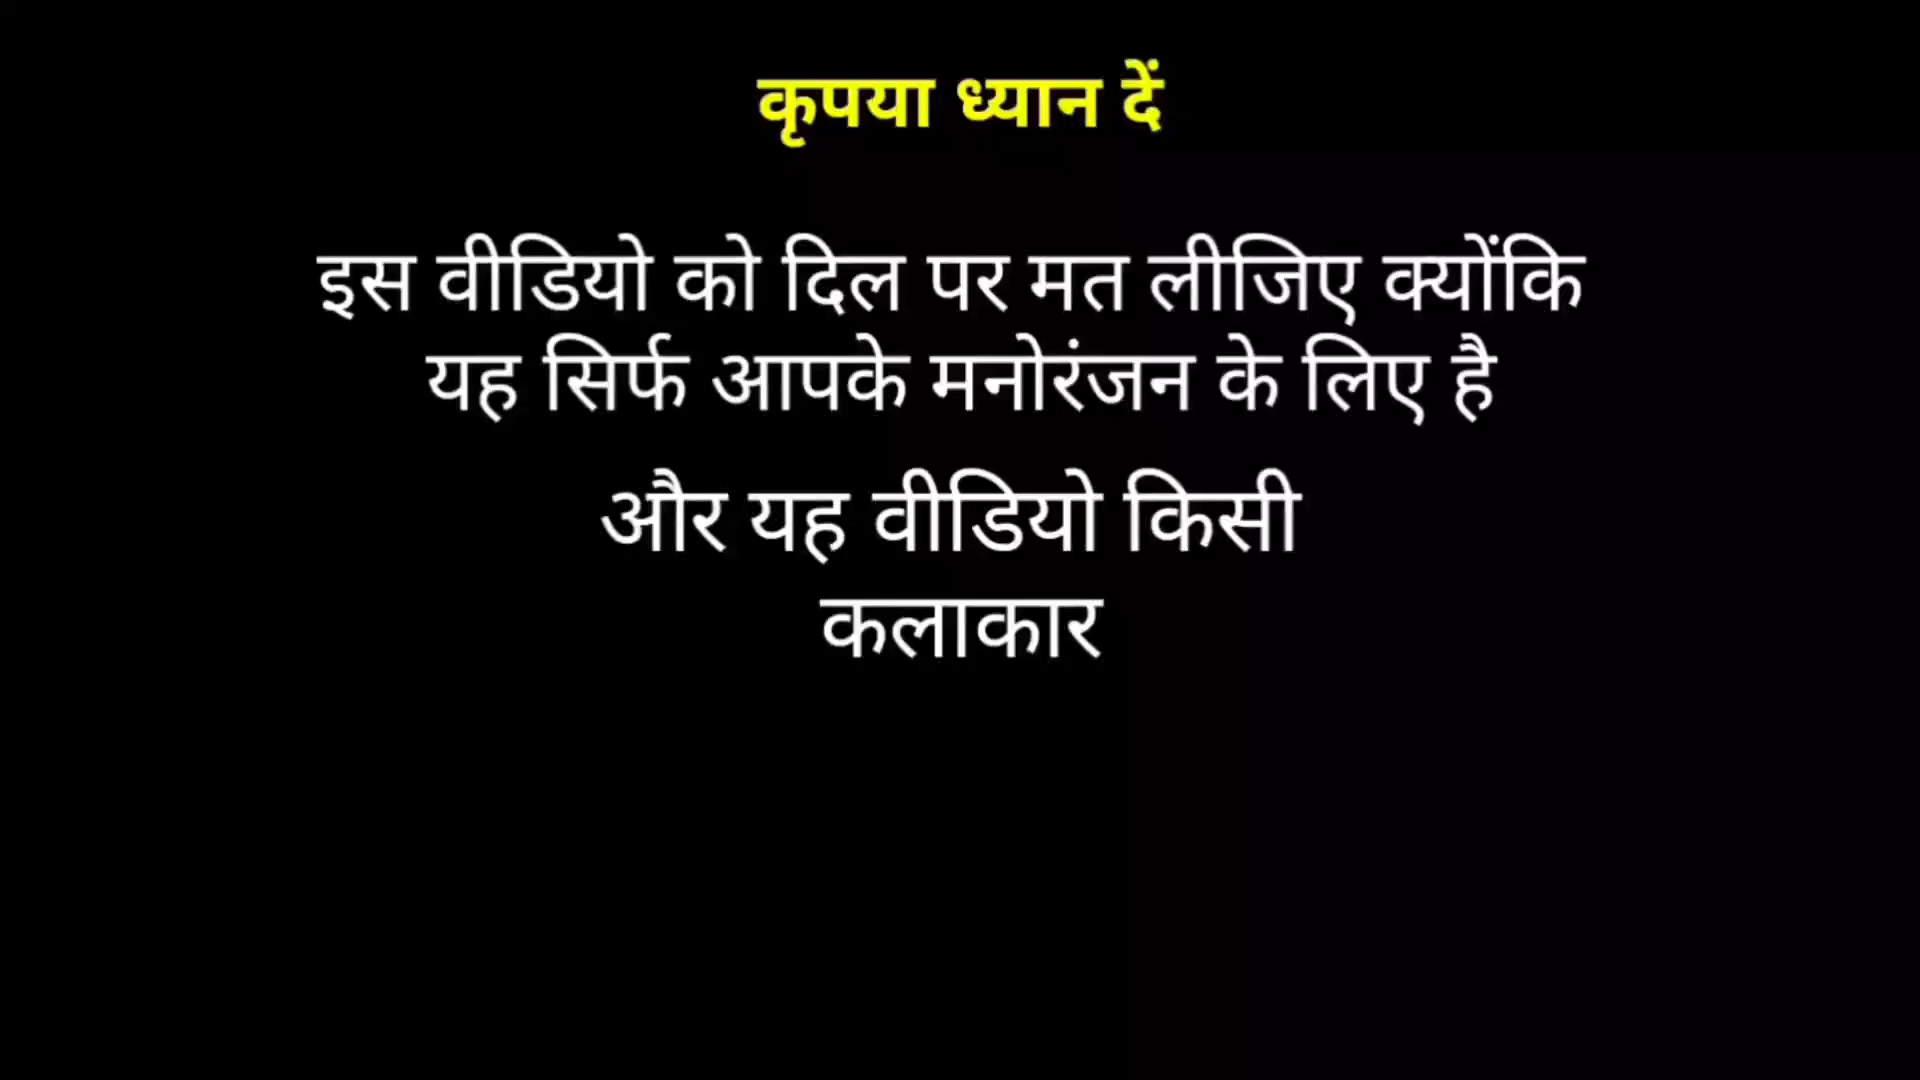 कृपया ध्यान दें
इस वीडियो को दिल पर मत लीजिए क्योंकि
यह सिर्फ आपके मनोरंजन के लिए है
और यह वीडियो किसी
कलाकार